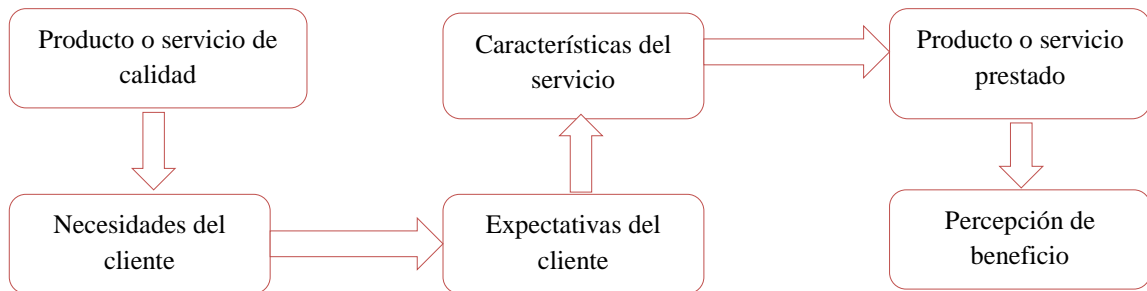 Producto o servicio de
calidad
Necesidades del
cliente
Expectativas del
cliente
Características del
servicio
Producto o servicio
prestado
Percepción de
beneficio